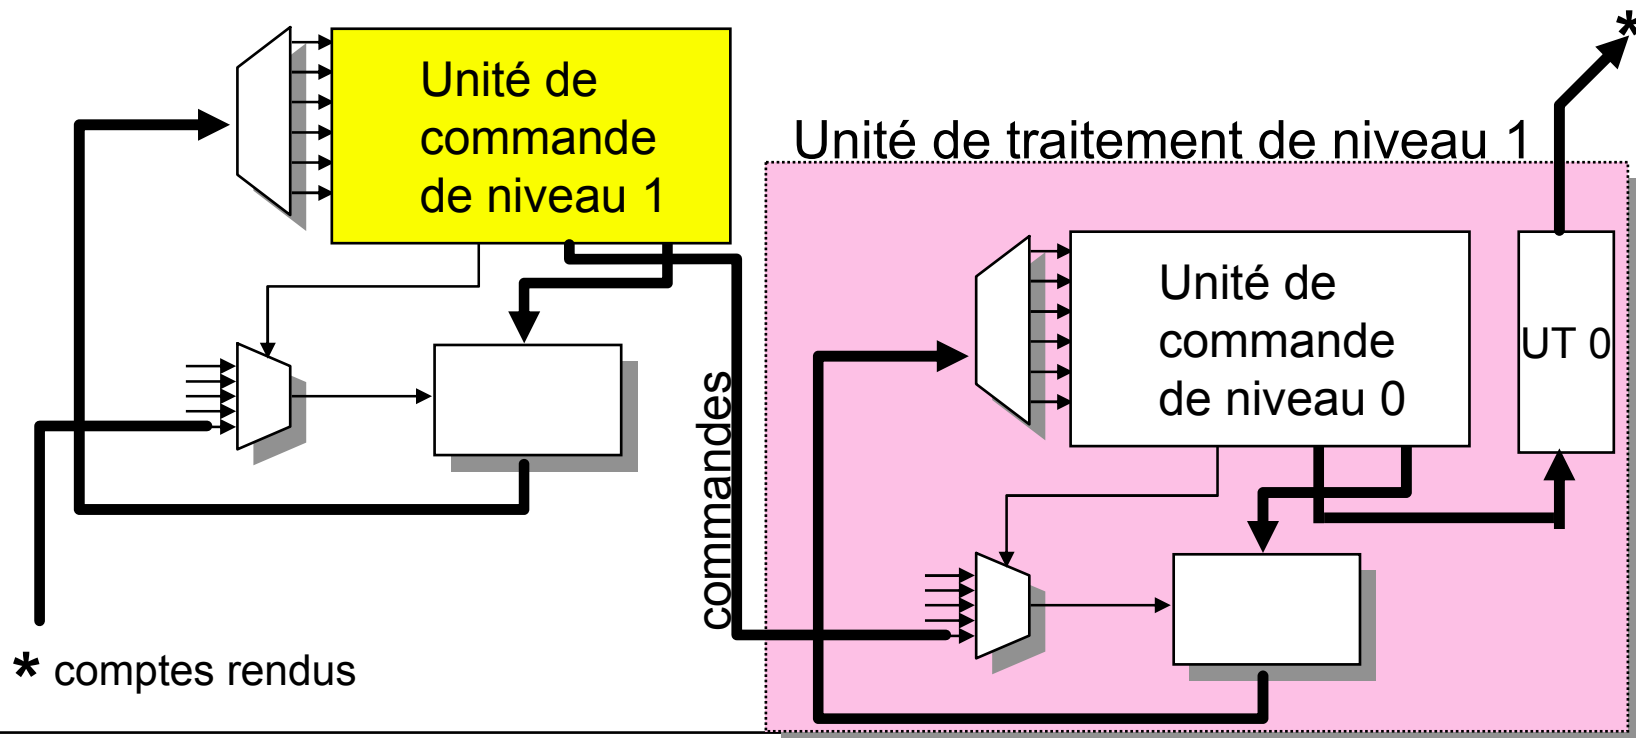 *
Unité de
commande
de niveau 1
Unité de traitement de niveau 1
Unité de
commande
de niveau 0
UT 0
commandes
* comptes rendus